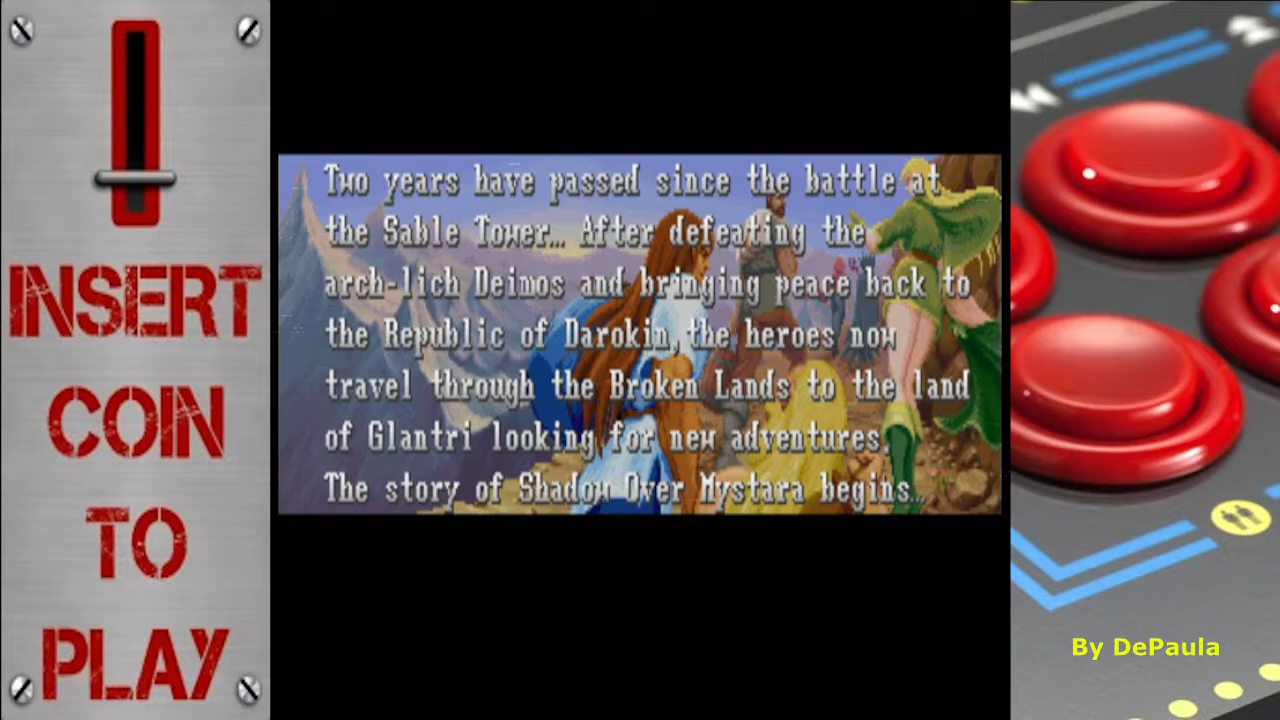 INSERT
COIN
TO
PLAY
Two years have passed since the battle at
the Sable Tower... After defeating the
arch-lich Deimos and bringing peace back to
the Republic of Darokin, the heroes now
travel through the Broken Lands to the land
of Glantri looking for new adventures.
The story of Shadow Over Mystara begins...
By DePaula